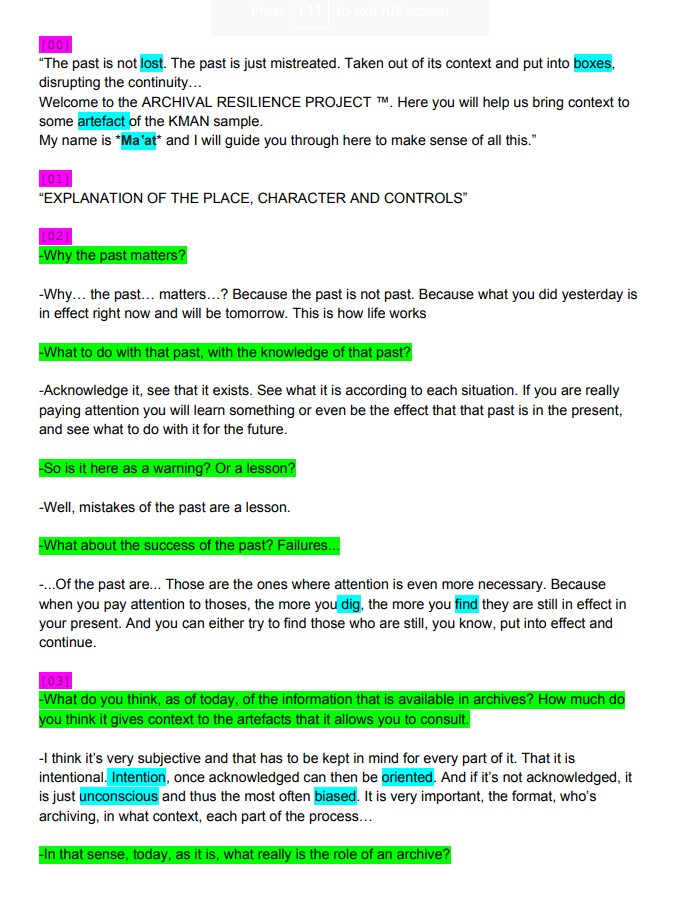 Press F11 to exit full screen
[00]
“The past is not lost. The past is just mistreated. Taken out of its context and put into boxes,
disrupting the continuity…
Welcome to the ARCHIVAL RESILIENCE PROJECT ™. Here you will help us bring context to
some artefact of the KMAN sample.
My name is *Ma’at* and I will guide you through here to make sense of all this.”
[01]
“EXPLANATION OF THE PLACE, CHARACTER AND CONTROLS”
[02]
-Why the past matters?
-Why… the past… matters…? Because the past is not past. Because what you did yesterday is
in effect right now and will be tomorrow. This is how life works
-What to do with that past, with the knowledge of that past?
-Acknowledge it, see that it exists. See what it is according to each situation. If you are really
paying attention you will learn something or even be the effect that that past is in the present,
and see what to do with it for the future.
-So is it here as a warning? Or a lesson?
-Well, mistakes of the past are a lesson.
-What about the success of the past? Failures...
-...Of the past are... Those are the ones where attention is even more necessary. Because
when you pay attention to thoses, the more you dig, the more you find they are still in effect in
your present. And you can either try to find those who are still, you know, put into effect and
continue.
[03]
-What do you think, as of today, of the information that is available in archives? How much do
you think it gives context to the artefacts that it allows you to consult.
-I think it’s very subjective and that has to be kept in mind for every part of it. That it is
intentional. Intention, once acknowledged can then be oriented. And if it’s not acknowledged, it
is just unconscious and thus the most often biased. It is very important, the format, who’s
archiving, in what context, each part of the process…
-In that sense, today, as it is, what really is the role of an archive?